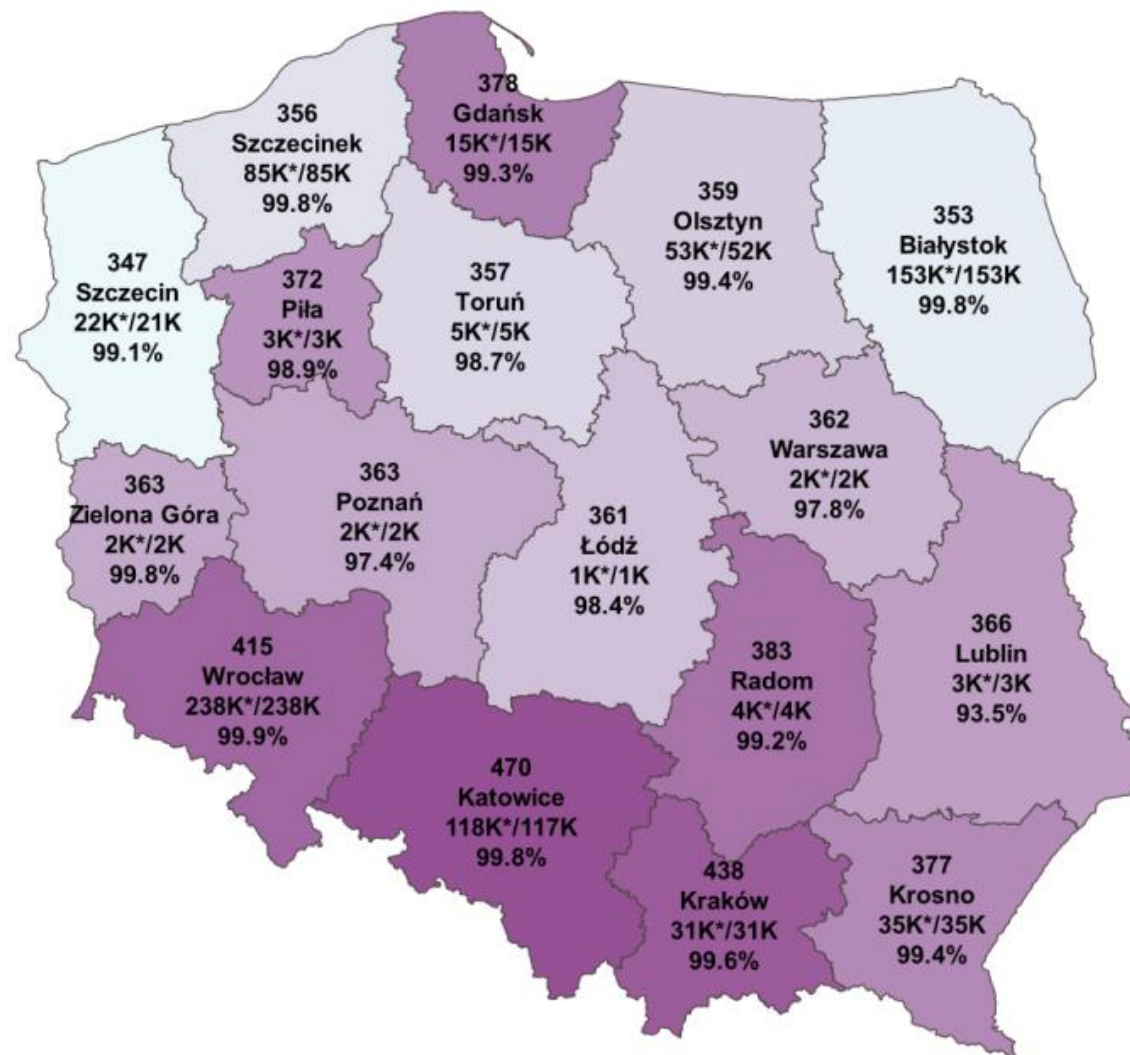 378
Gdańsk
15K*/15K
99.3%
356
Szczecinek
85K*/85K
99.8%
359
Olsztyn
53K*/52K
99.4%
353
Białystok
153K*/153K
99.8%
347
Szczecin
22K*/21K
99.1%
372
Piła
3K*/3K
98.9%
357
Toruń
5K*/5K
98.7%
362
Warszawa
2K*/2K
97.8%
363
Zielona Góra
2K*/2K
99.8%
363
Poznań
2K*/2K
97.4%
361
Łódź
1K*/1K
98.4%
366
Lublin
3K*/3K
93.5%
415
Wrocław
238K*/238K
99.9%
383
Radom
4K*/4K
99.2%
470
Katowice
118K*/117K
99.8%
438
Kraków
31K*/31K
99.6%
377
Krosno
35K*/35K
99.4%